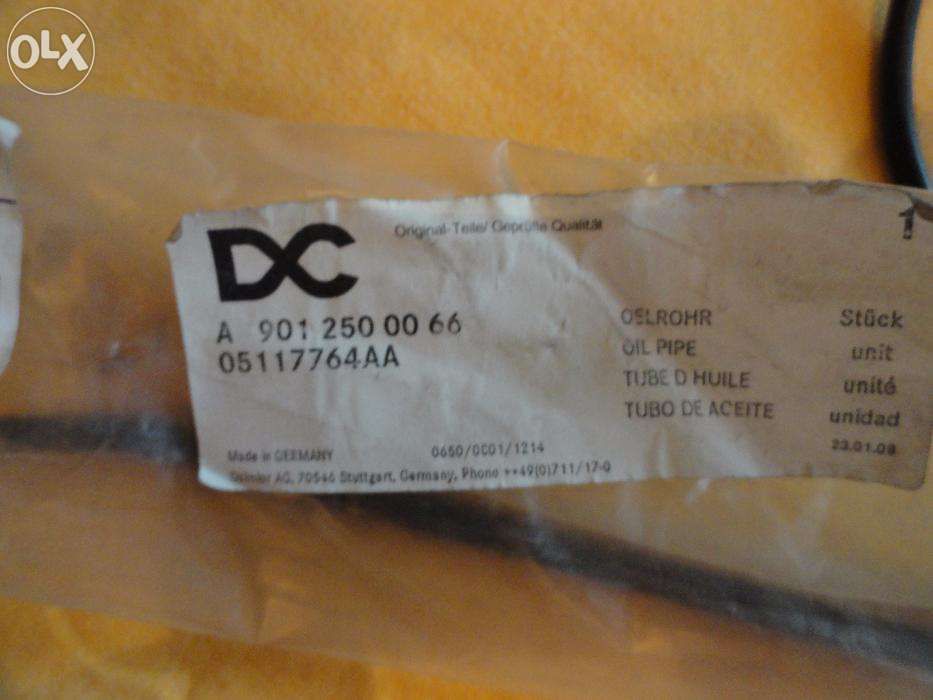 OLX
DC
Original-Teile/ Geprüfte Qualität
1
A 901 250 00 66
05117764AA
OELROHR Stück
OIL PIPE unit
TUBE D HUILE unité
TUBO DE ACEITE unidad
23.01.09
Made in GERMANY 0650/0001/1214
Daimler AG, 70546 Stuttgart, Germany, Phone ++49(0)711/17-0